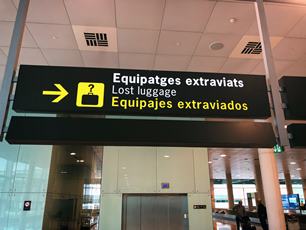 Equipatges extraviats
Lost luggage
Equipajes extraviados